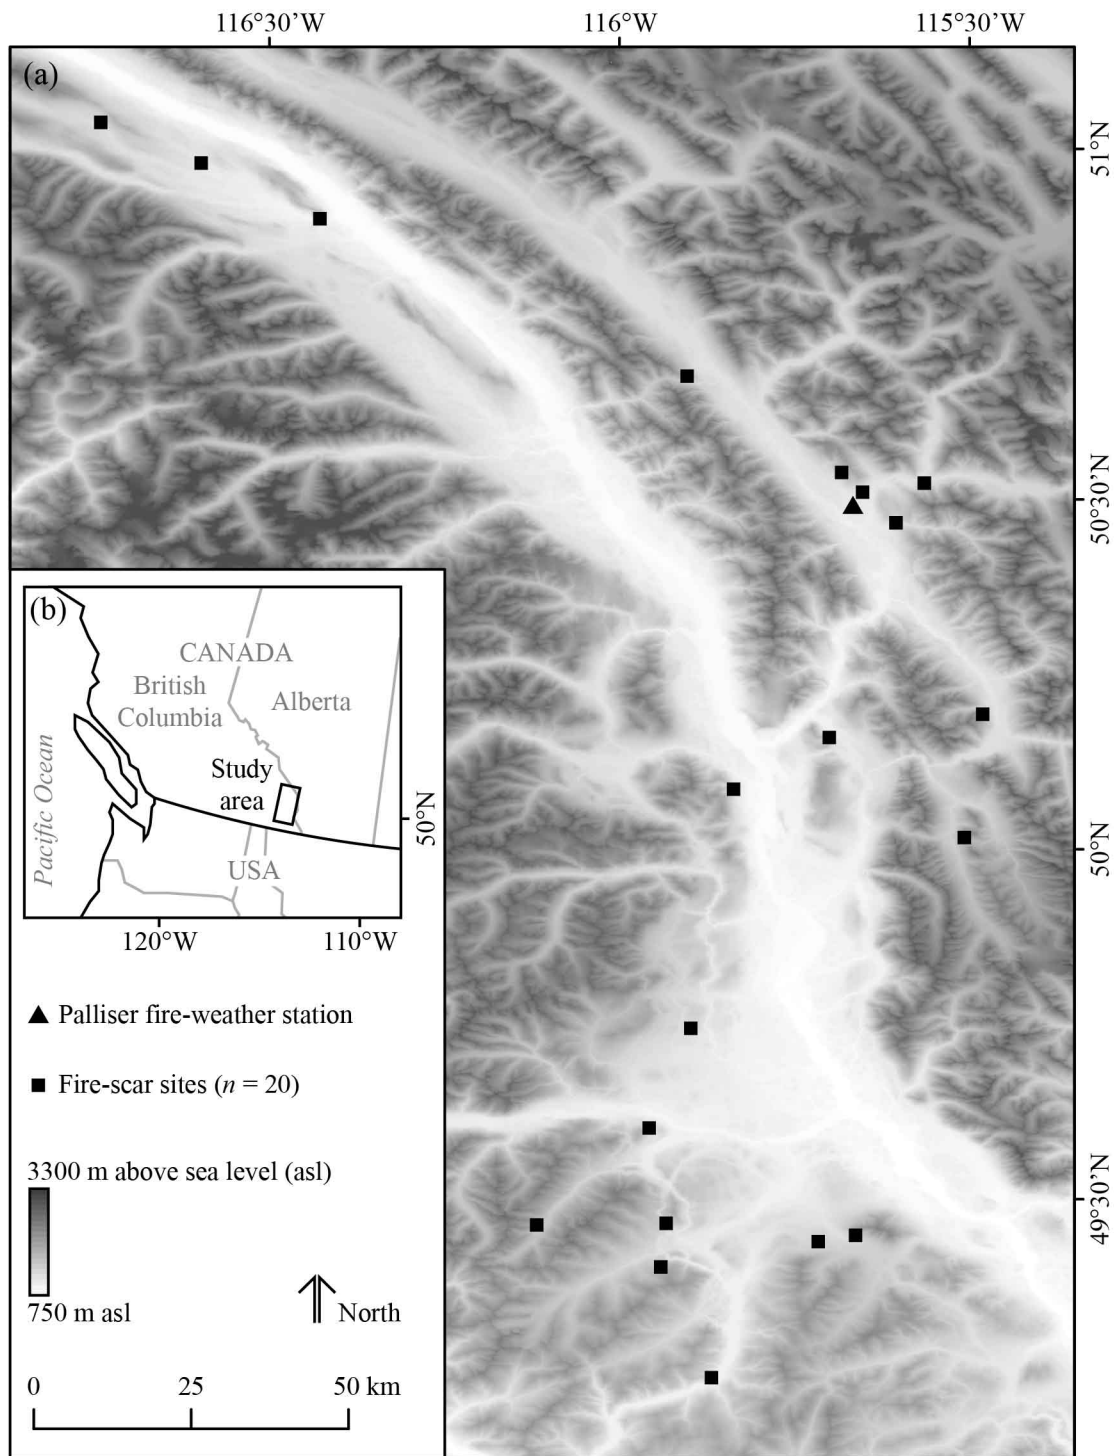 116°30’W
116°W
115°30’W
(a)
51°N
50°30’N
50°N
49°30’N
(b)
CANADA
British
Columbia
Alberta
Study
area
Pacific Ocean
USA
50°N
120°W
110°W
Palliser fire-weather station
Fire-scar sites (n = 20)
3300 m above sea level (asl)
750 m asl
North
0
25
50 km